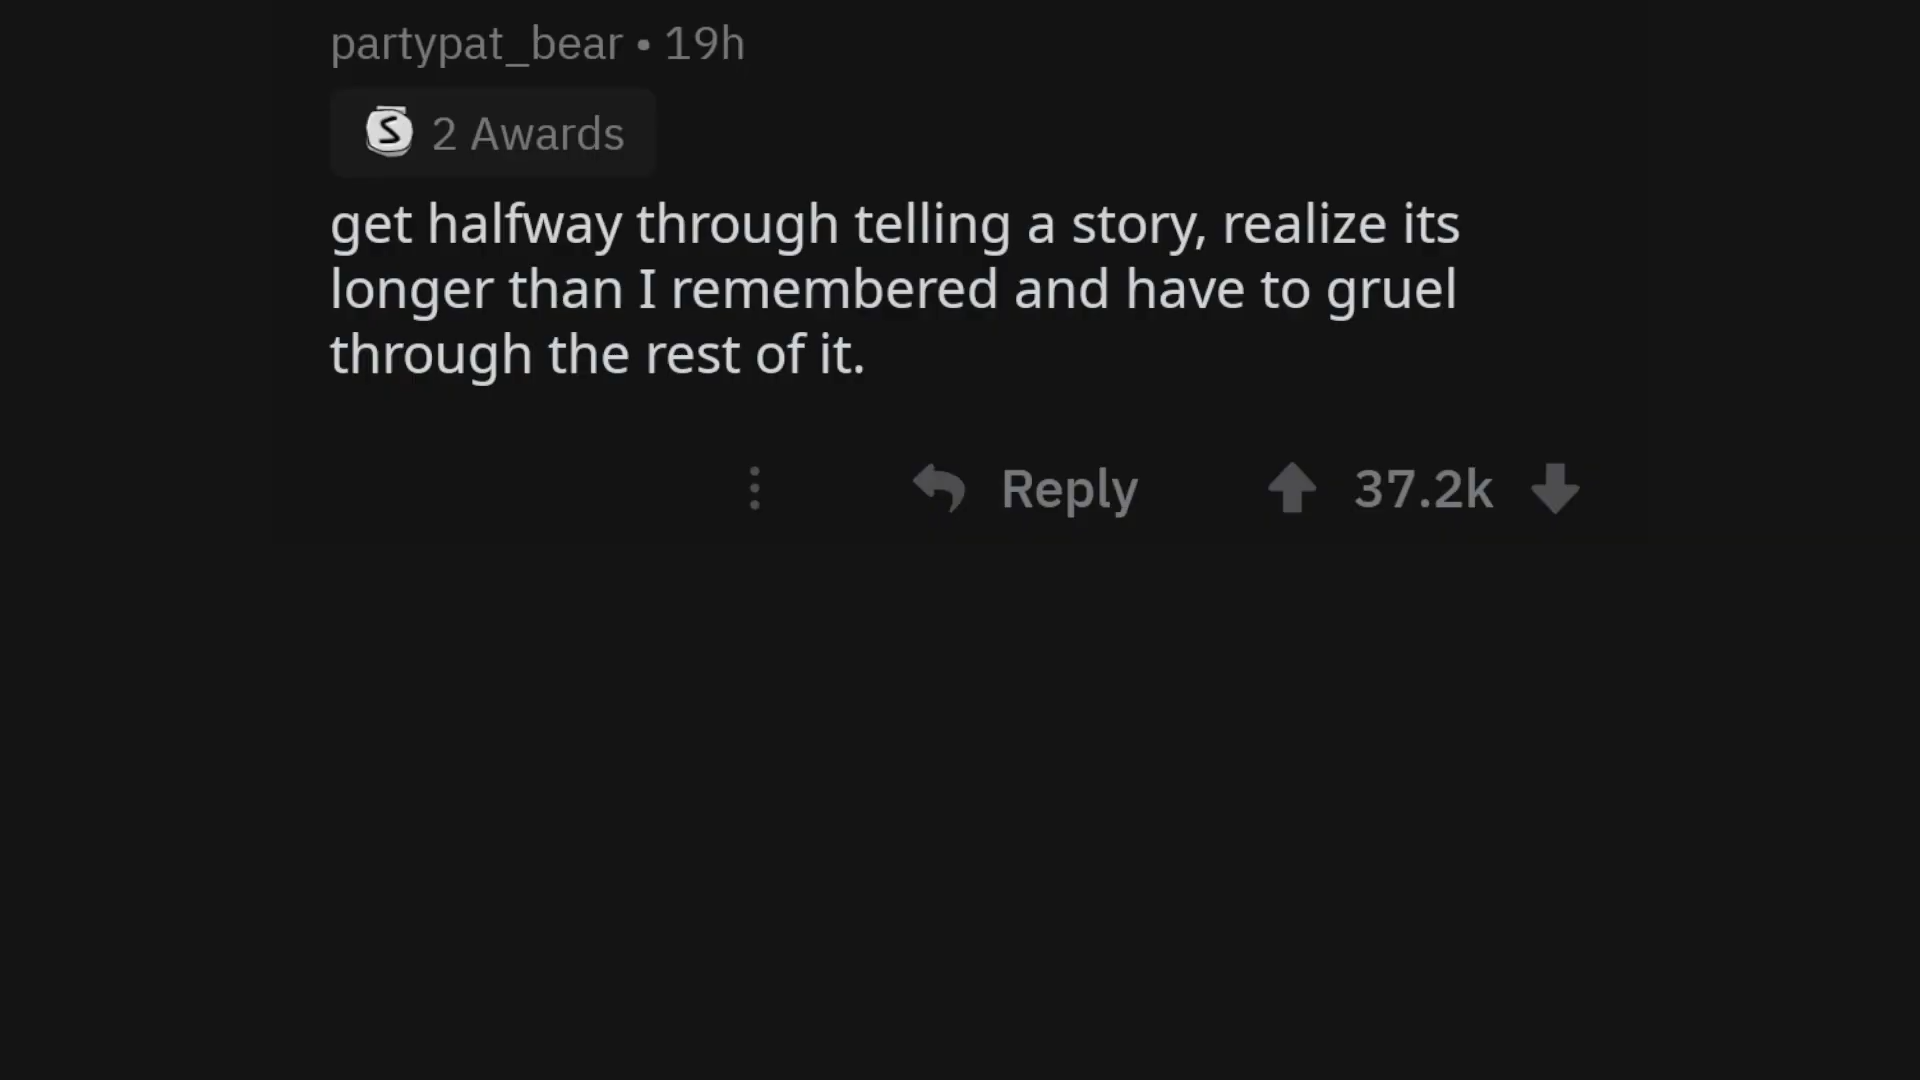 partypat_bear • 19h
S 2 Awards
get halfway through telling a story, realize its
longer than I remembered and have to gruel
through the rest of it.
Reply 37.2k